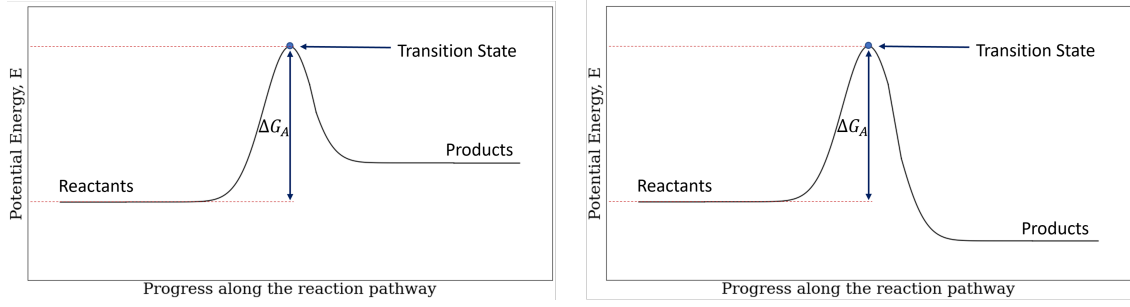 Potential Energy, E
Transition State
ΔG_A
Products
Reactants
Progress along the reaction pathway
Potential Energy, E
Transition State
ΔG_A
Reactants
Products
Progress along the reaction pathway